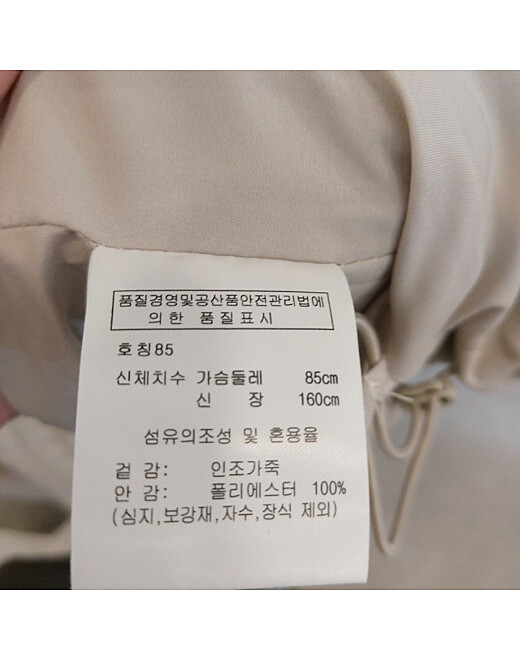 품질경영및공산품안전관리법에
의한 품질표시
호칭85
신체치수 가슴둘레 85cm
신 장 160cm
섬유의조성 및 혼용율
겉 감: 인조가죽
안 감: 폴리에스터 100%
(심지,보강재,자수,장식 제외)